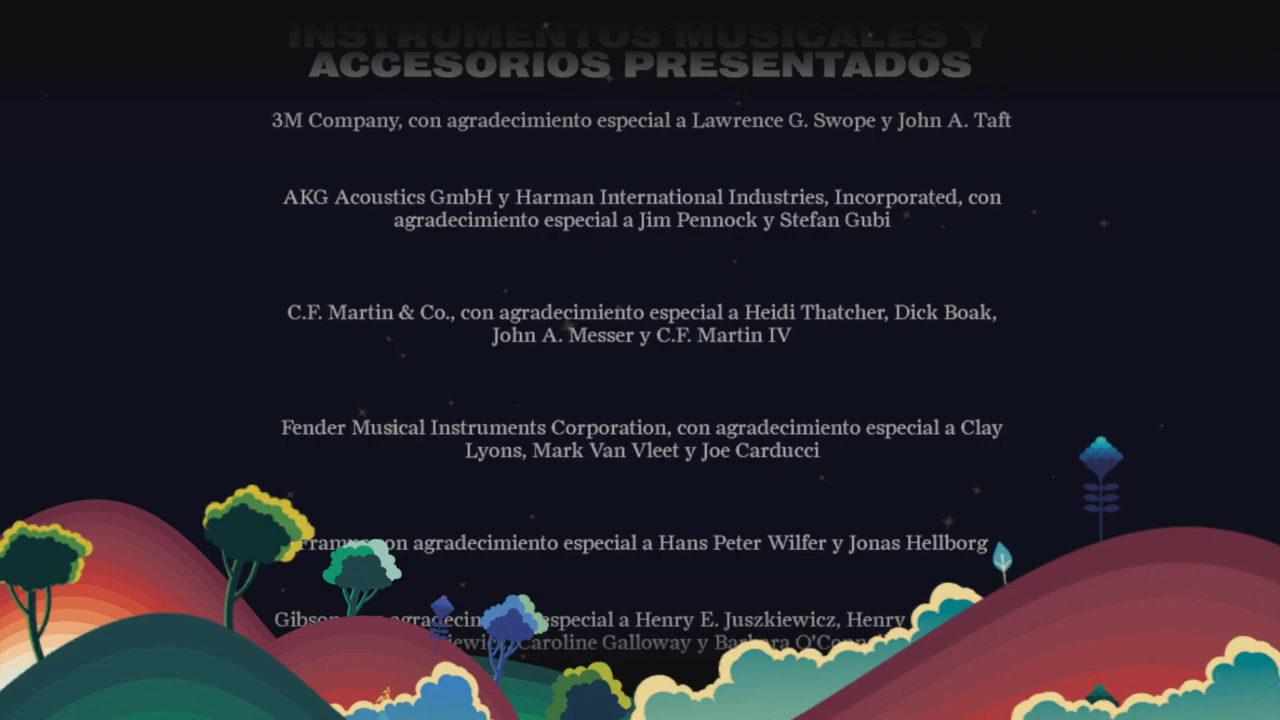 INSTRUMENTOS MUSICALES Y
ACCESORIOS PRESENTADOS
3M Company, con agradecimiento especial a Lawrence G. Swope y John A. Taft
AKG Acoustics GmbH y Harman International Industries, Incorporated, con
agradecimiento especial a Jim Pennock y Stefan Gubi
C.F. Martin & Co., con agradecimiento especial a Heidi Thatcher, Dick Boak,
John A. Messer y C.F. Martin IV
Fender Musical Instruments Corporation, con agradecimiento especial a Clay
Lyons, Mark Van Vleet y Joe Carducci
agradecimiento especial a Hans Peter Wilfer y Jonas Hellborg
especial a Henry E. Juszkiewicz, Henry
Caroline Galloway y